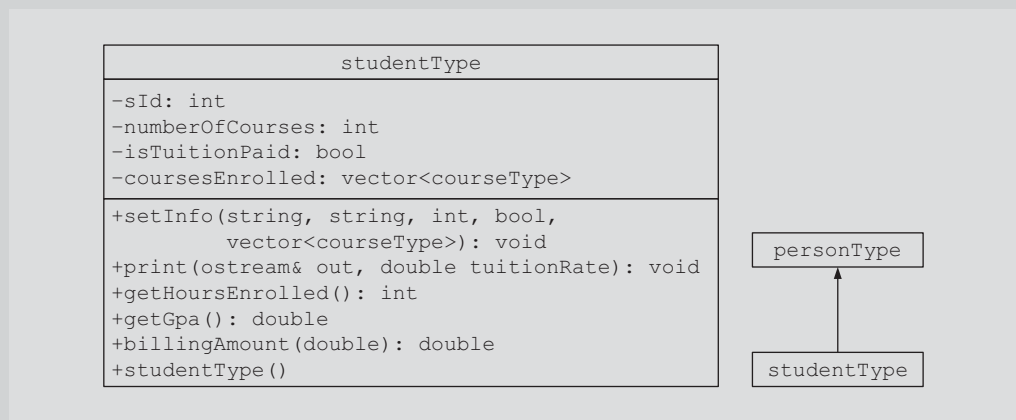 studentType
-sId: int
-numberOfCourses: int
-isTuitionPaid: bool
-coursesEnrolled: vector<courseType>
+setInfo(string, string, int, bool,
vector<courseType>): void
+print(ostream& out, double tuitionRate): void
+getHoursEnrolled(): int
+getGpa(): double
+billingAmount(double): double
+studentType()
personType
studentType